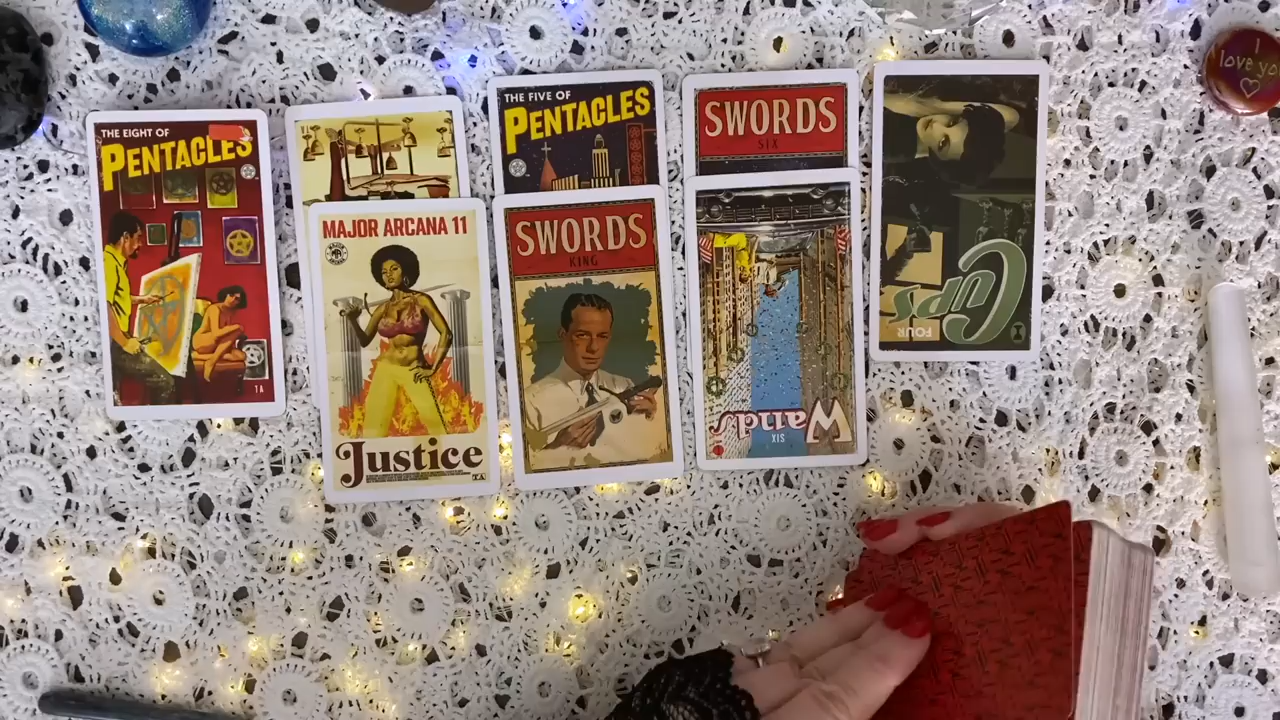 THE EIGHT OF
PENTACLES
7A
MAJOR ARCANA 11
Justice
THE FIVE OF
PENTACLES
SWORDS
KING
SWORDS
SIX
Wands
SIX
CUPS
FOUR
I
love you